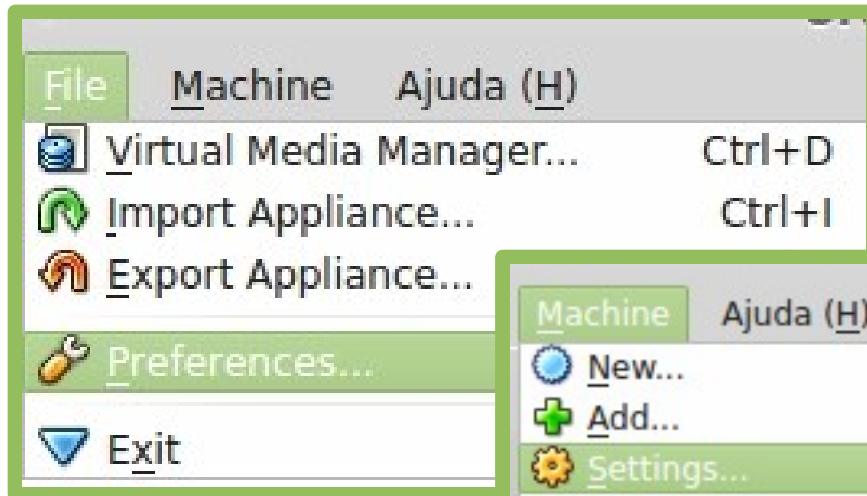 File Machine Ajuda (H)
Virtual Media Manager... Ctrl+D
Import Appliance... Ctrl+I
Export Appliance...
Preferences...
Exit
Machine Ajuda (H)
New...
Add...
Settings...